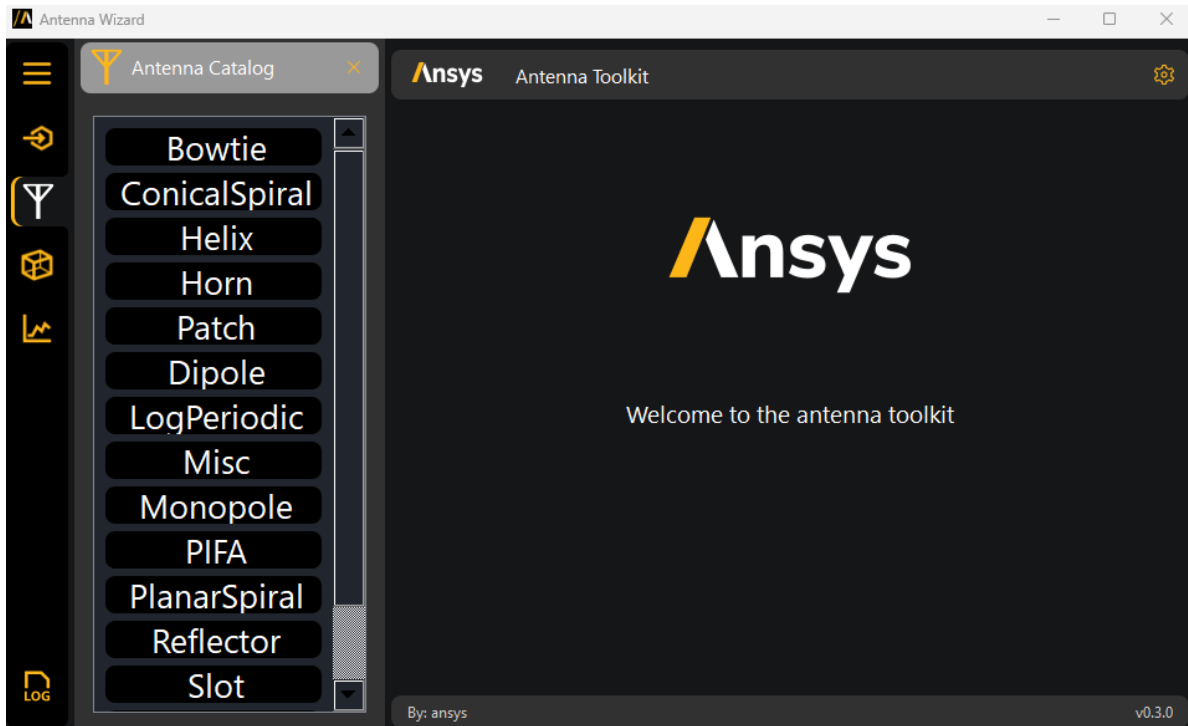 Antenna Wizard
Antenna Catalog
Ansys
Antenna Toolkit
Bowtie
ConicalSpiral
Helix
Horn
Patch
Dipole
LogPeriodic
Misc
Monopole
PIFA
PlanarSpiral
Reflector
Slot
LOG
Ansys
Welcome to the antenna toolkit
By: ansys
v0.3.0